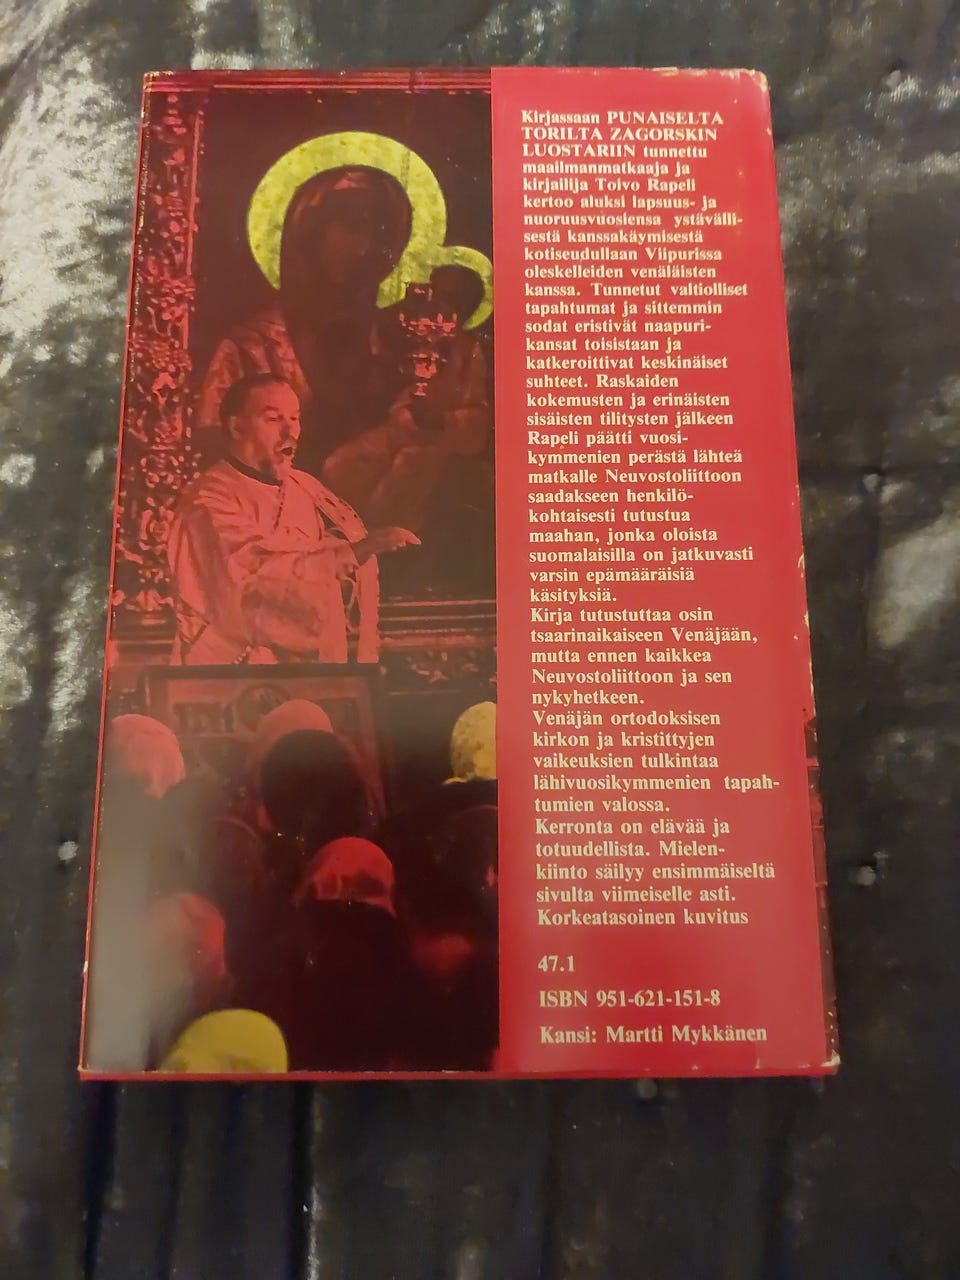 Kirjassaan PUNAISELTA
TORILTA ZAGORSKIN
LUOSTARIIN tunnettu
maailmanmatkaaja ja
kirjailija Toivo Rapeli
kertoo aluksi lapsuus- ja
nuoruusvuosiensa ystävälli-
sestä kanssakäymisestä
kotiseudullaan Viipurissa
oleskelleiden venäläisten
kanssa. Tunnetut valtiolliset
tapahtumat ja sittemmin
sodat eristivät naapuri-
kansat toisistaan ja
katkeroittivat keskinäiset
suhteet. Raskaiden
kokemusten ja erinäisten
sisäisten tilitysten jälkeen
Rapeli päätti vuosi-
kymmenien perästä lähteä
matkalle Neuvostoliittoon
saadakseen henkilö-
kohtaisesti tutustua
maahan, jonka oloista
suomalaisilla on jatkuvasti
varsin epämääräisiä
käsityksiä.
Kirja tutustuttaa osin
tsaarinaikaiseen Venäjään,
mutta ennen kaikkea
Neuvostoliittoon ja sen
nykyhetkeen.
Venäjän ortodoksisen
kirkon ja kristittyjen
vaikeuksien tulkintaa
lähivuosikymmenien tapah-
tumien valossa.
Kerronta on elävää ja
totuudellista. Mielen-
kiinto säilyy ensimmäiseltä
sivulta viimeiselle asti.
Korkeatasoinen kuvitus
47.1
ISBN 951-621-151-8
Kansi: Martti Mykkänen